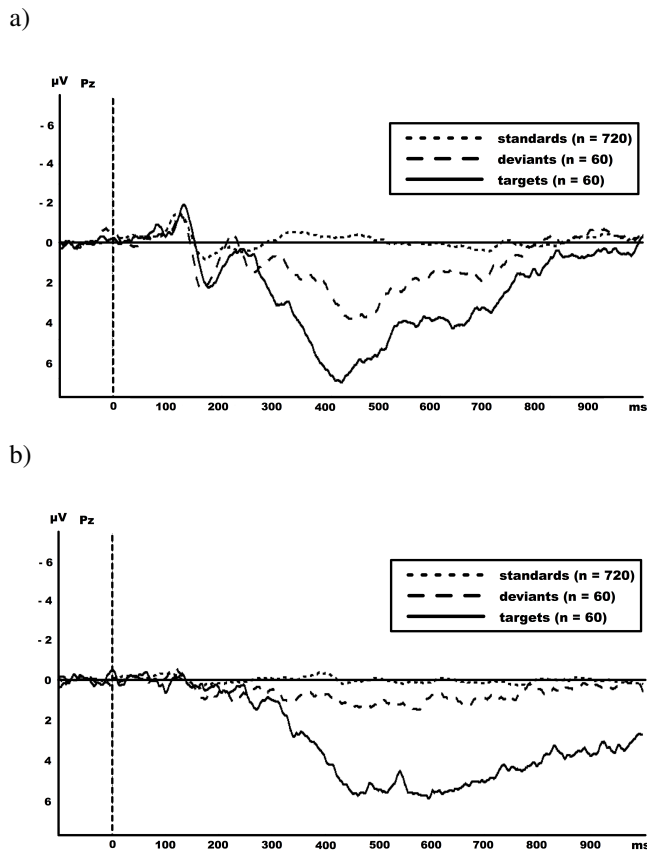 a)
µV Pz
- 6
- 4
- 2
0
2
4
6
standards (n = 720)
deviants (n = 60)
targets (n = 60)
0 100 200 300 400 500 600 700 800 900 ms
b)
µV Pz
- 6
- 4
- 2
0
2
4
6
standards (n = 720)
deviants (n = 60)
targets (n = 60)
0 100 200 300 400 500 600 700 800 900 ms